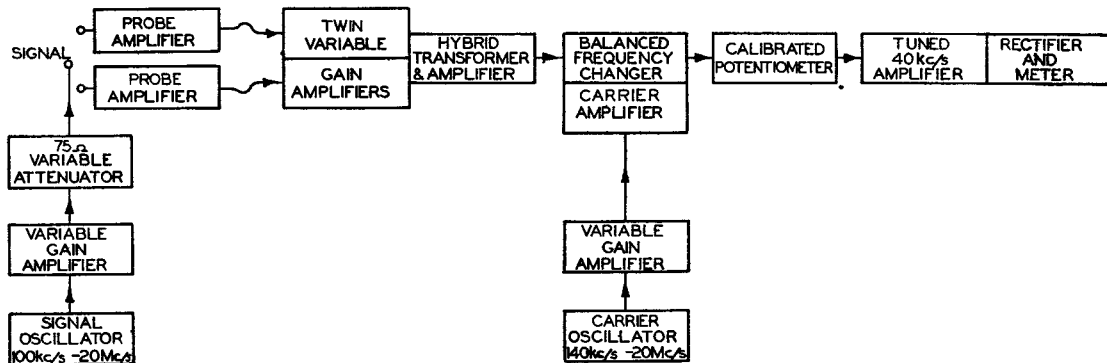 SIGNAL
PROBE
AMPLIFIER
PROBE
AMPLIFIER
TWIN
VARIABLE
GAIN
AMPLIFIERS
HYBRID
TRANSFORMER
& AMPLIFIER
BALANCED
FREQUENCY
CHANGER
CARRIER
AMPLIFIER
CALIBRATED
POTENTIOMETER
TUNED
40kc/s
AMPLIFIER
RECTIFIER
AND
METER
75Ω
VARIABLE
ATTENUATOR
VARIABLE
GAIN
AMPLIFIER
SIGNAL
OSCILLATOR
100kc/s -20Mc/s
VARIABLE
GAIN
AMPLIFIER
CARRIER
OSCILLATOR
140kc/s -20Mc/s